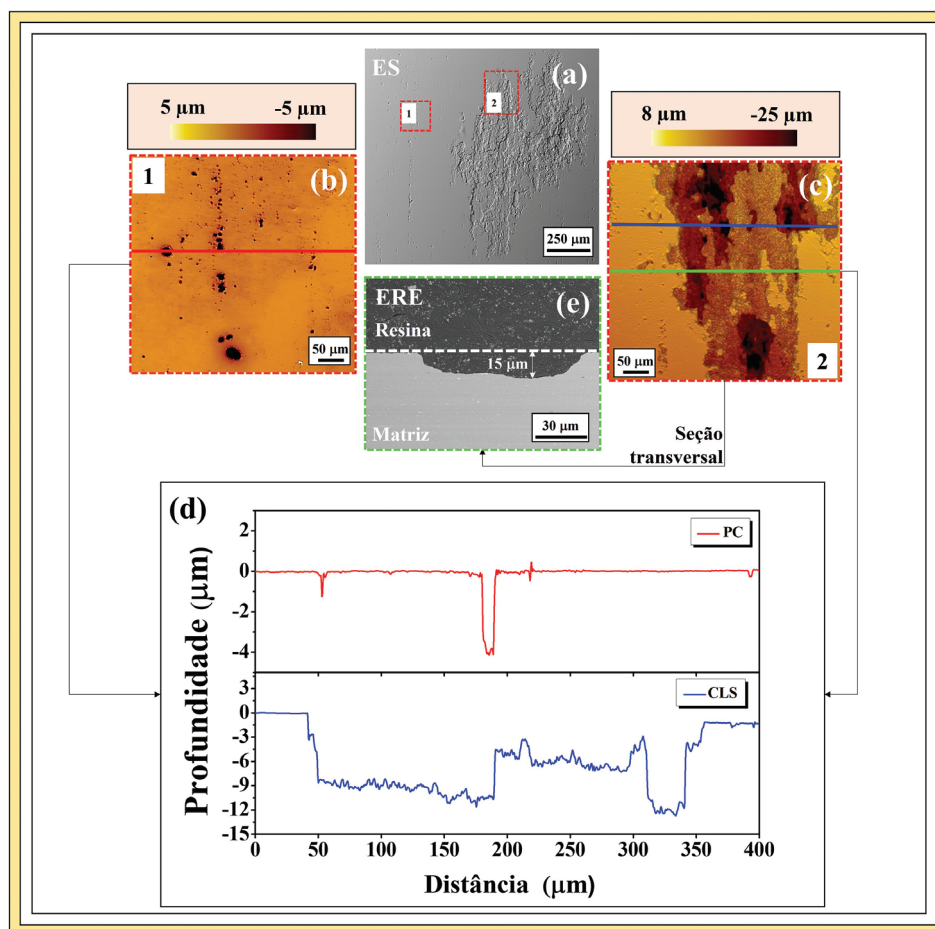 ES
(a)
1
2
250 μm
5 μm
-5 μm
1
(b)
50 μm
8 μm
-25 μm
(c)
50 μm
2
ERE
(e)
Resina
15 μm
Matriz
30 μm
Seção
transversal
(d)
Profundidade (μm)
2
0
-2
-4
PC
3
0
-3
-6
-9
-12
-15
CLS
0
50
100
150
200
250
300
350
400
Distância (μm)